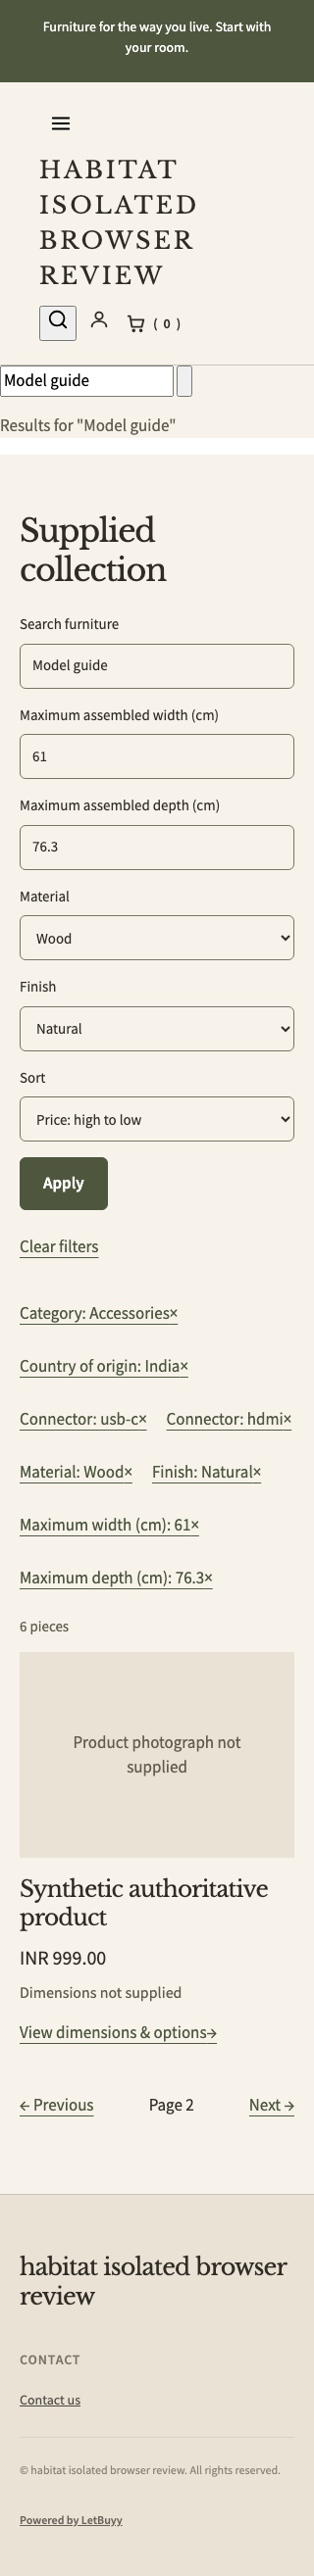 Furniture for the way you live. Start with
your room.
HABITAT
ISOLATED
BROWSER
REVIEW
( 0 )
Model guide
Results for "Model guide"
Supplied
collection
Search furniture
Model guide
Maximum assembled width (cm)
61
Maximum assembled depth (cm)
76.3
Material
Wood
Finish
Natural
Sort
Price: high to low
Apply
Clear filters
Category: Accessories×
Country of origin: India×
Connector: usb-c× Connector: hdmi×
Material: Wood× Finish: Natural×
Maximum width (cm): 61×
Maximum depth (cm): 76.3×
6 pieces
Product photograph not
supplied
Synthetic authoritative
product
INR 999.00
Dimensions not supplied
View dimensions & options→
← Previous Page 2 Next →
habitat isolated browser
review
CONTACT
Contact us
© habitat isolated browser review. All rights reserved.
Powered by LetBuyy